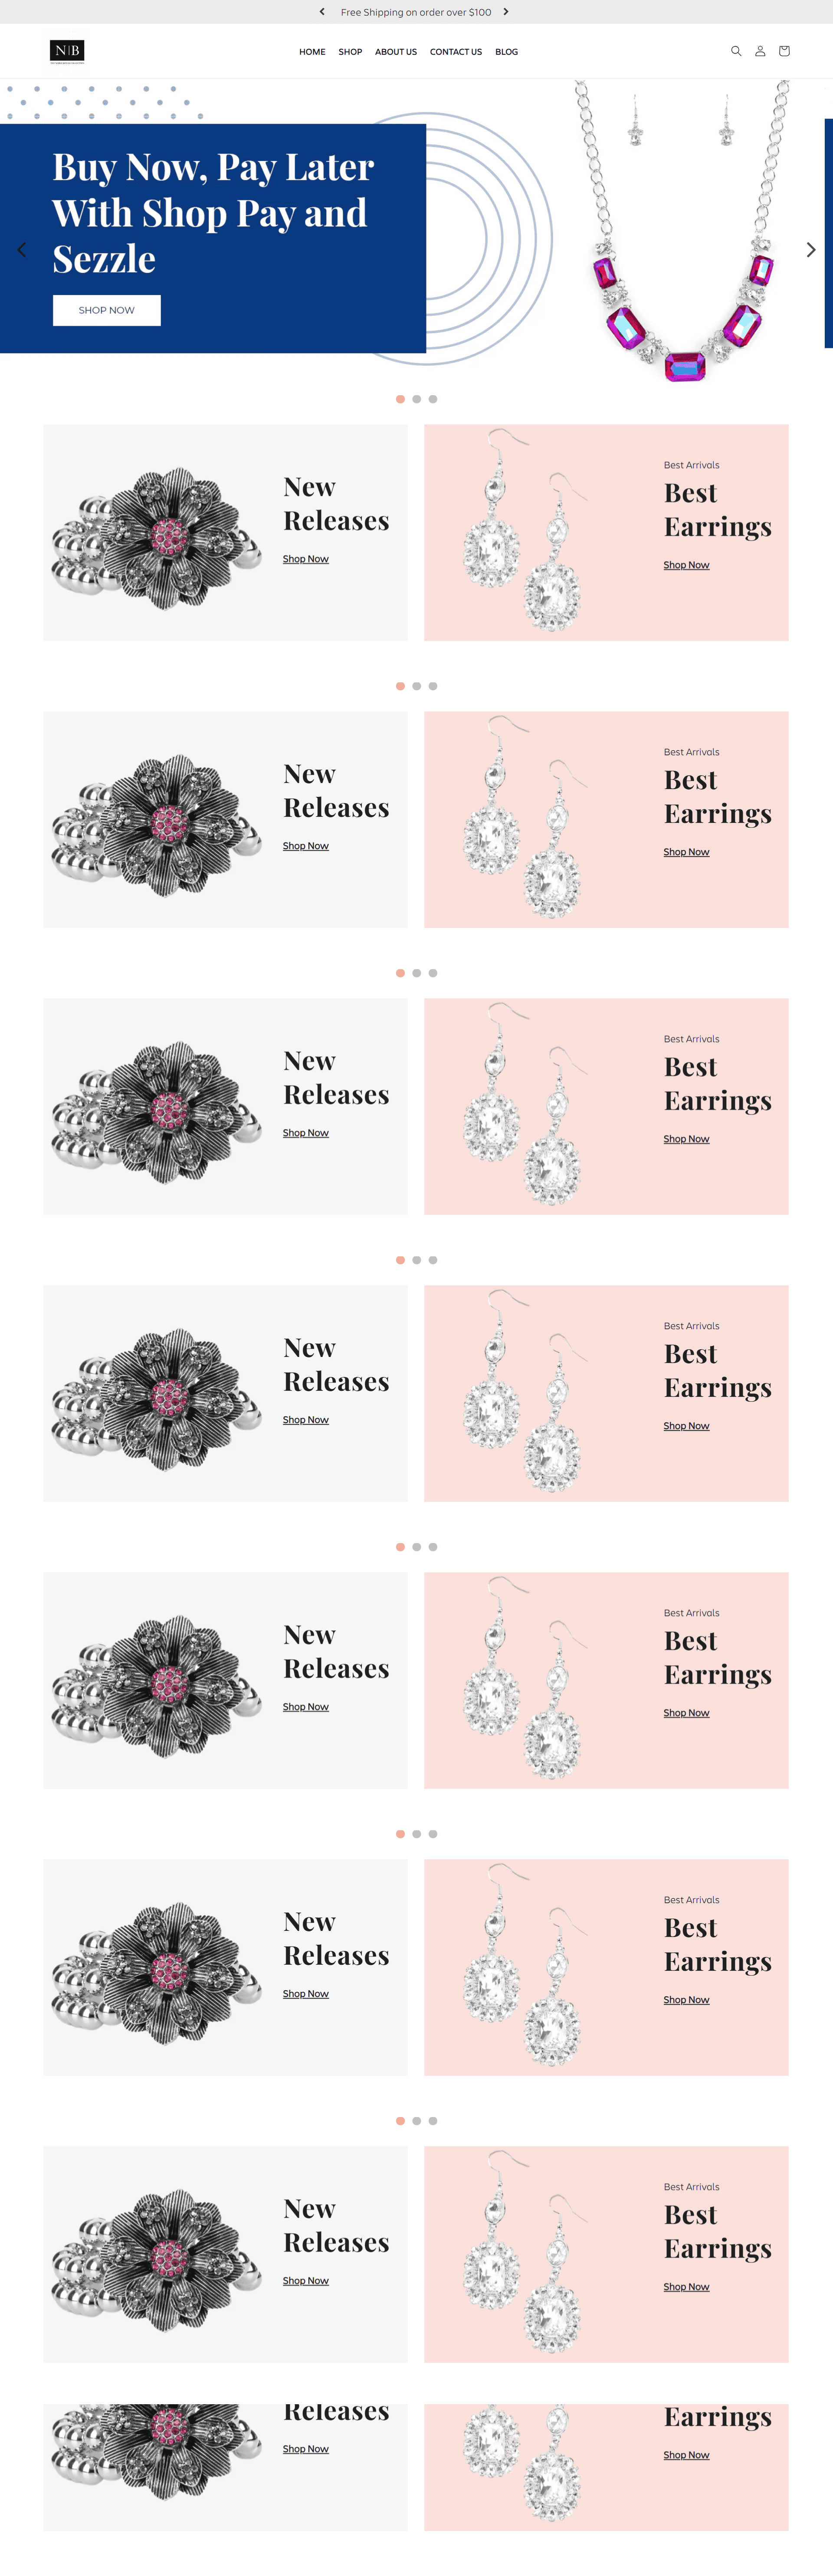 Free Shipping on order over $100
N|B
HOME SHOP ABOUT US CONTACT US BLOG
Buy Now, Pay Later
With Shop Pay and
Sezzle
SHOP NOW
New
Releases
Shop Now
Best Arrivals
Best
Earrings
Shop Now
New
Releases
Shop Now
Best Arrivals
Best
Earrings
Shop Now
New
Releases
Shop Now
Best Arrivals
Best
Earrings
Shop Now
New
Releases
Shop Now
Best Arrivals
Best
Earrings
Shop Now
New
Releases
Shop Now
Best Arrivals
Best
Earrings
Shop Now
New
Releases
Shop Now
Best Arrivals
Best
Earrings
Shop Now
New
Releases
Shop Now
Best Arrivals
Best
Earrings
Shop Now
Releases
Shop Now
Earrings
Shop Now